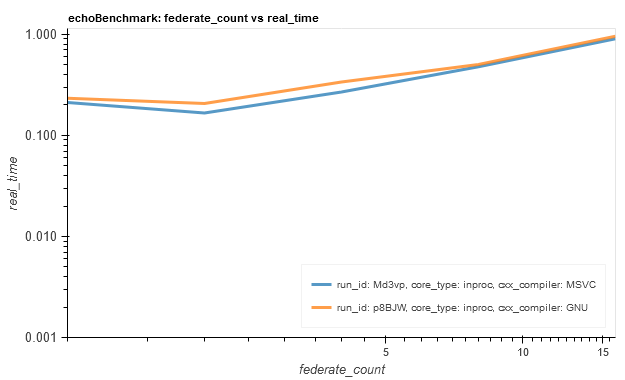 echoBenchmark: federate_count vs real_time
1.000
0.100
0.010
0.001
real_time
run_id: Md3vp, core_type: inproc, cxx_compiler: MSVC
run_id: p8BJW, core_type: inproc, cxx_compiler: GNU
5
10
15
federate_count